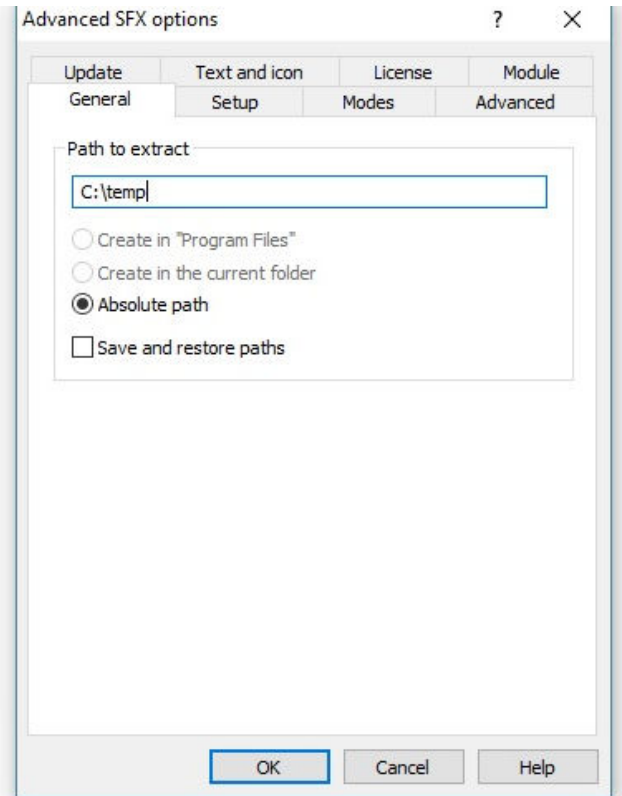 Advanced SFX options ?
Update Text and icon License Module
General Setup Modes Advanced
Path to extract
C:\temp
Create in "Program Files"
Create in the current folder
Absolute path
Save and restore paths
OK Cancel Help